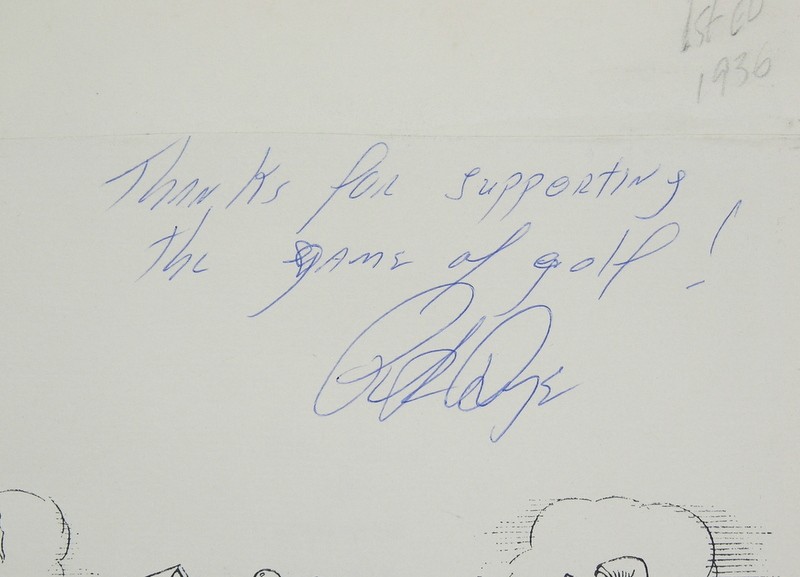 1st ed
1936
Thanks for supporting
the game of golf!